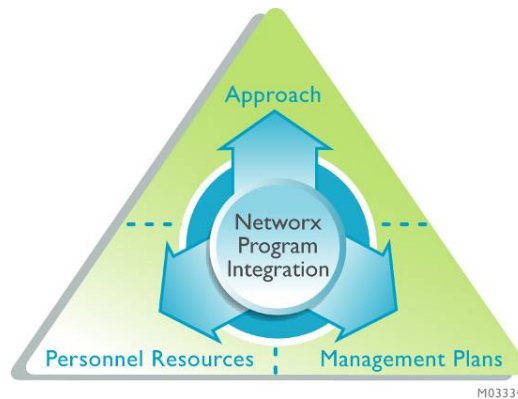 Approach
Networx
Program
Integration
Personnel Resources
Management Plans